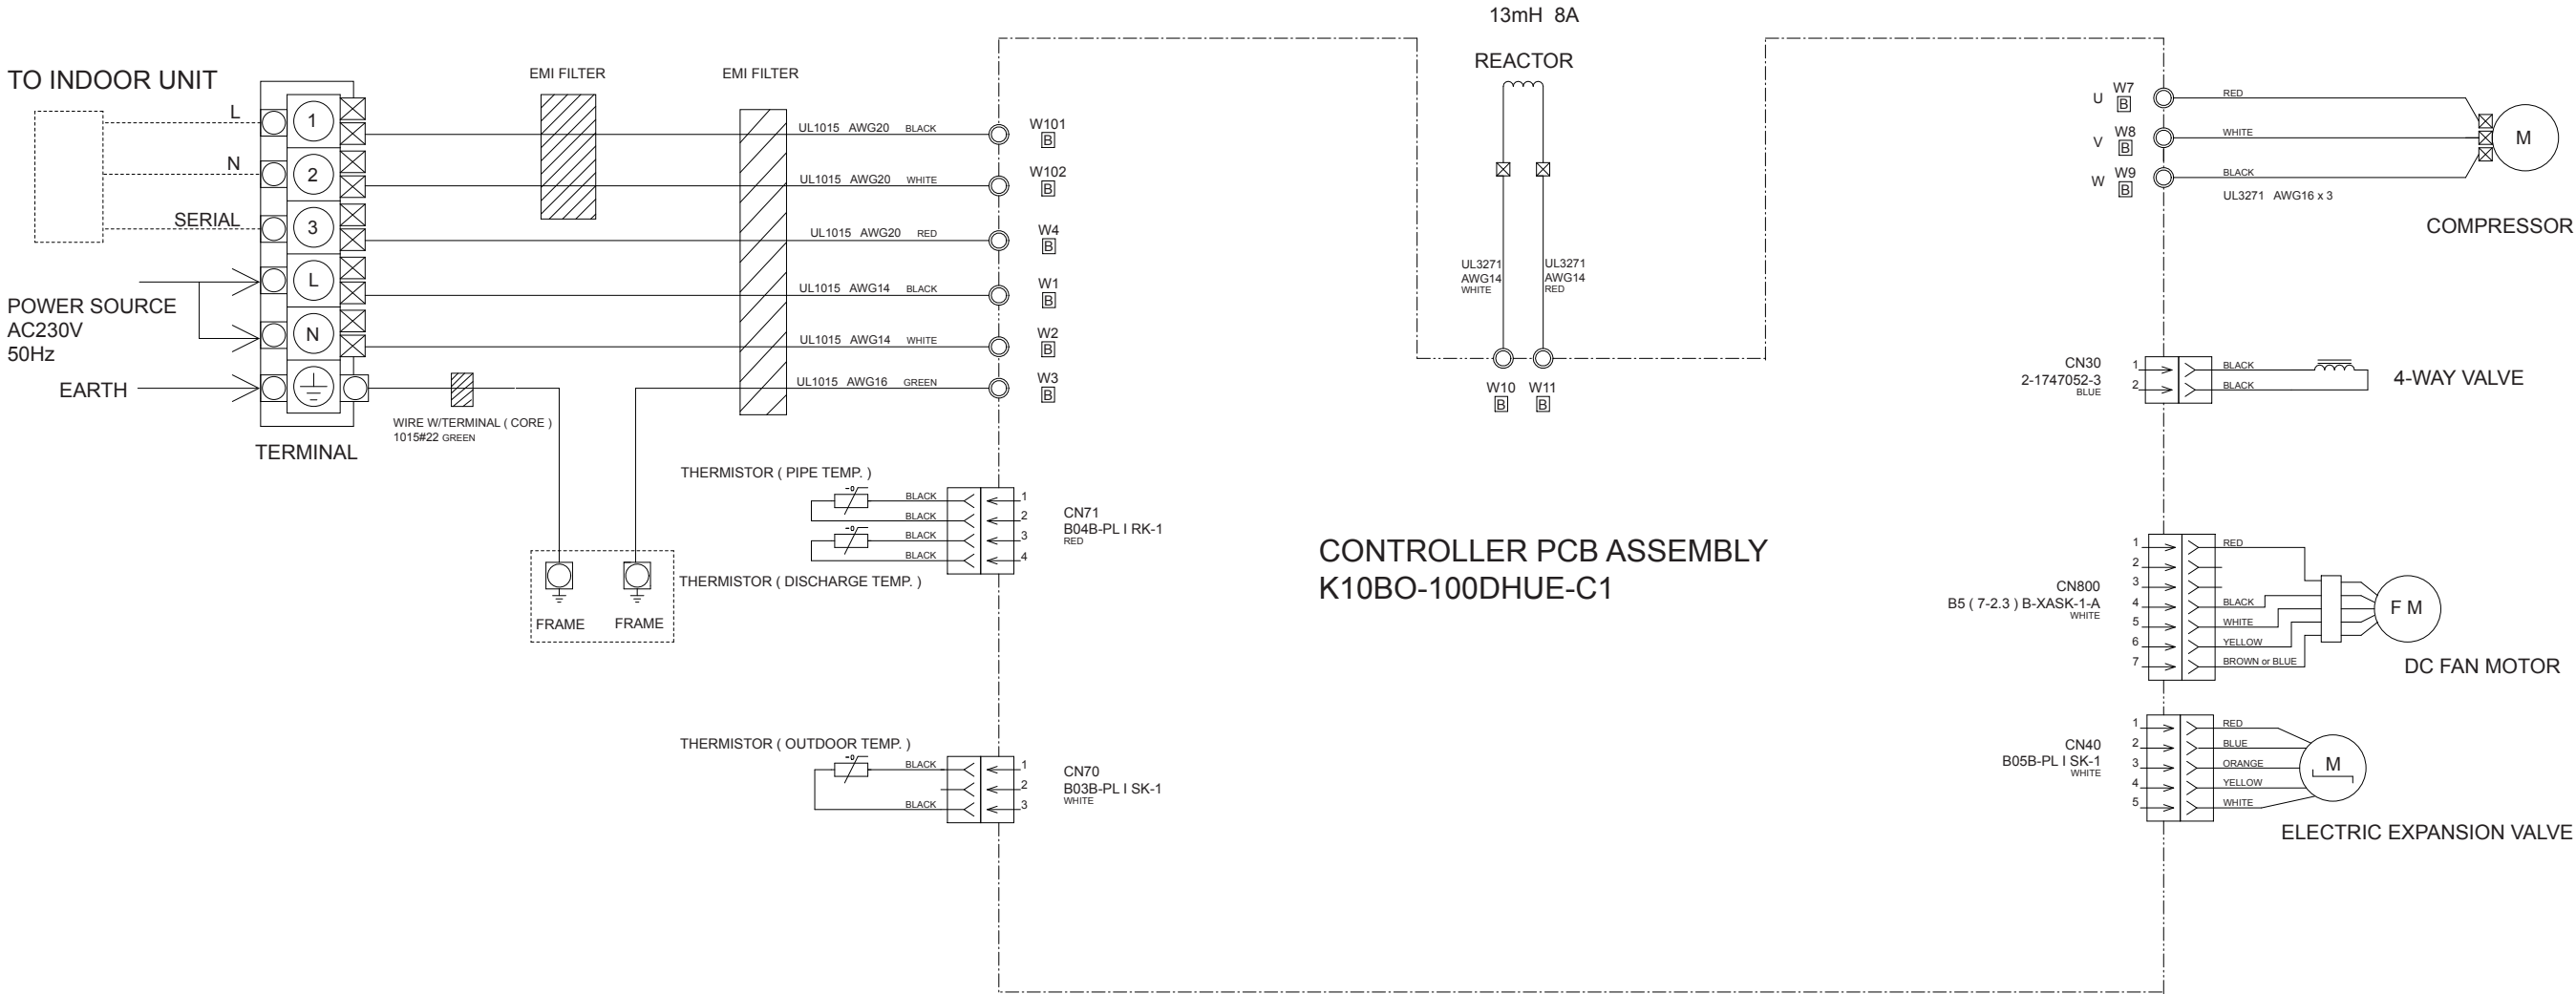 13mH 8A
REACTOR
TO INDOOR UNIT
L
N
SERIAL
POWER SOURCE
AC230V
50Hz
EARTH
1
2
3
L
N
TERMINAL
EMI FILTER
EMI FILTER
UL1015 AWG20 BLACK
UL1015 AWG20 WHITE
UL1015 AWG20 RED
UL1015 AWG14 BLACK
UL1015 AWG14 WHITE
UL1015 AWG16 GREEN
W101
B
W102
B
W4
B
W1
B
W2
B
W3
B
WIRE W/TERMINAL ( CORE )
1015#22 GREEN
FRAME
FRAME
THERMISTOR ( PIPE TEMP. )
-θ
BLACK
BLACK
-θ
BLACK
BLACK
THERMISTOR ( DISCHARGE TEMP. )
1
2
3
4
CN71
B04B-PL I RK-1
RED
THERMISTOR ( OUTDOOR TEMP. )
-θ
BLACK
BLACK
1
2
3
CN70
B03B-PL I SK-1
WHITE
UL3271
AWG14
WHITE
UL3271
AWG14
RED
W10
B
W11
B
CONTROLLER PCB ASSEMBLY
K10BO-100DHUE-C1
U W7
B
V W8
B
W W9
B
RED
WHITE
BLACK
UL3271 AWG16 x 3
M
COMPRESSOR
CN30
2-1747052-3
BLUE
1
2
BLACK
BLACK
4-WAY VALVE
CN800
B5 ( 7-2.3 ) B-XASK-1-A
WHITE
1
2
3
4
5
6
7
RED
BLACK
WHITE
YELLOW
BROWN or BLUE
F M
DC FAN MOTOR
CN40
B05B-PL I SK-1
WHITE
1
2
3
4
5
RED
BLUE
ORANGE
YELLOW
WHITE
M
ELECTRIC EXPANSION VALVE